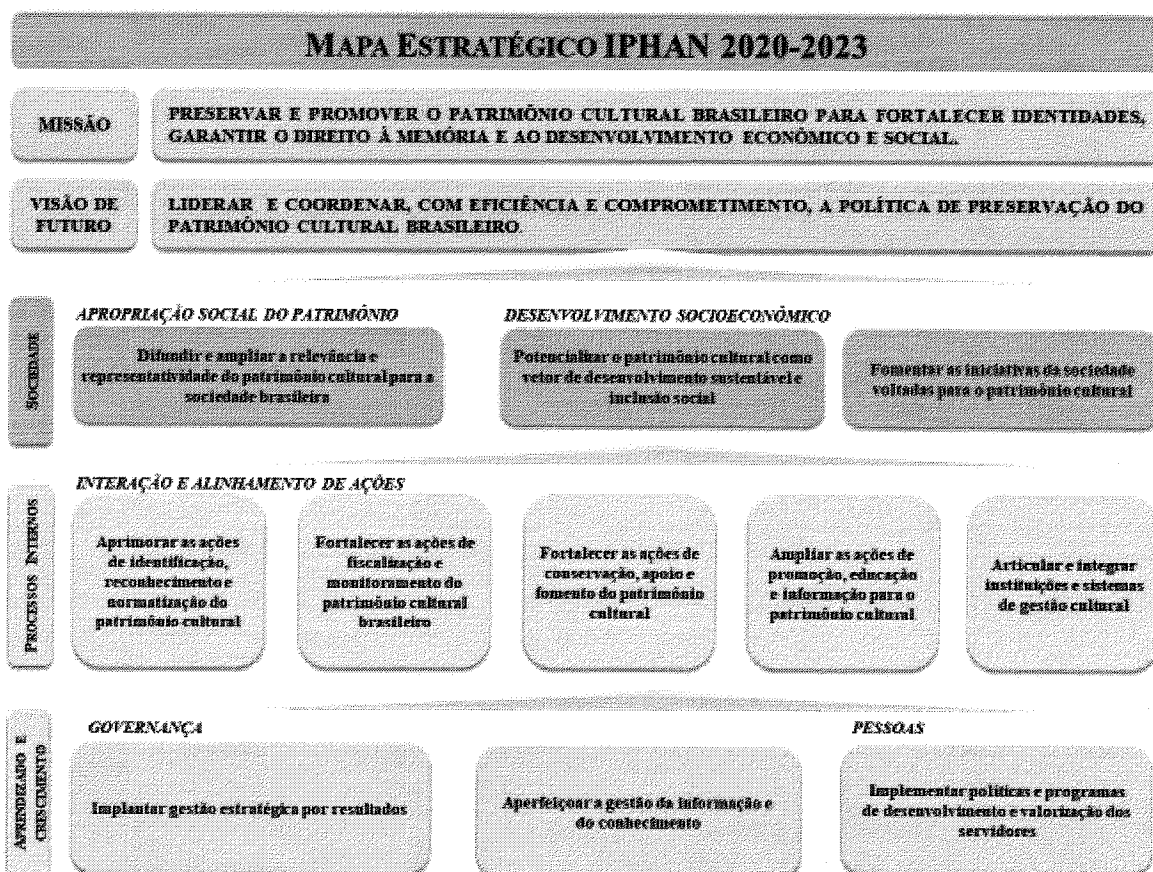 MAPA ESTRATÉGICO IPHAN 2020-2023
MISSÃO
PRESERVAR E PROMOVER O PATRIMÔNIO CULTURAL BRASILEIRO PARA FORTALECER IDENTIDADES,
GARANTIR O DIREITO À MEMÓRIA E AO DESENVOLVIMENTO ECONÔMICO E SOCIAL.
VISÃO DE
FUTURO
LIDERAR E COORDENAR, COM EFICIÊNCIA E COMPROMETIMENTO, A POLÍTICA DE PRESERVAÇÃO DO
PATRIMÔNIO CULTURAL BRASILEIRO.
SOCIEDADE
APROPRIAÇÃO SOCIAL DO PATRIMÔNIO
Difundir e ampliar a relevância e
representatividade do patrimônio cultural para a
sociedade brasileira
DESENVOLVIMENTO SOCIOECONÔMICO
Potencializar o patrimônio cultural como
vetor de desenvolvimento sustentável e
inclusão social
Fomentar as iniciativas da sociedade
voltadas para o patrimônio cultural
PROCESSOS INTERNOS
INTERAÇÃO E ALINHAMENTO DE AÇÕES
Aprimorar as ações
de identificação,
reconhecimento e
normatização do
patrimônio cultural
Fortalecer as ações de
fiscalização e
monitoramento do
patrimônio cultural
brasileiro
Fortalecer as ações de
conservação, apoio e
fomento do patrimônio
cultural
Ampliar as ações de
promoção, educação
e informação para o
patrimônio cultural
Articular e integrar
instituições e sistemas
de gestão cultural
APRENDIZADO E
CRESCIMENTO
GOVERNANÇA
Implantar gestão estratégica por resultados
Aperfeiçoar a gestão da informação e
do conhecimento
PESSOAS
Implementar políticas e programas
de desenvolvimento e valorização dos
servidores